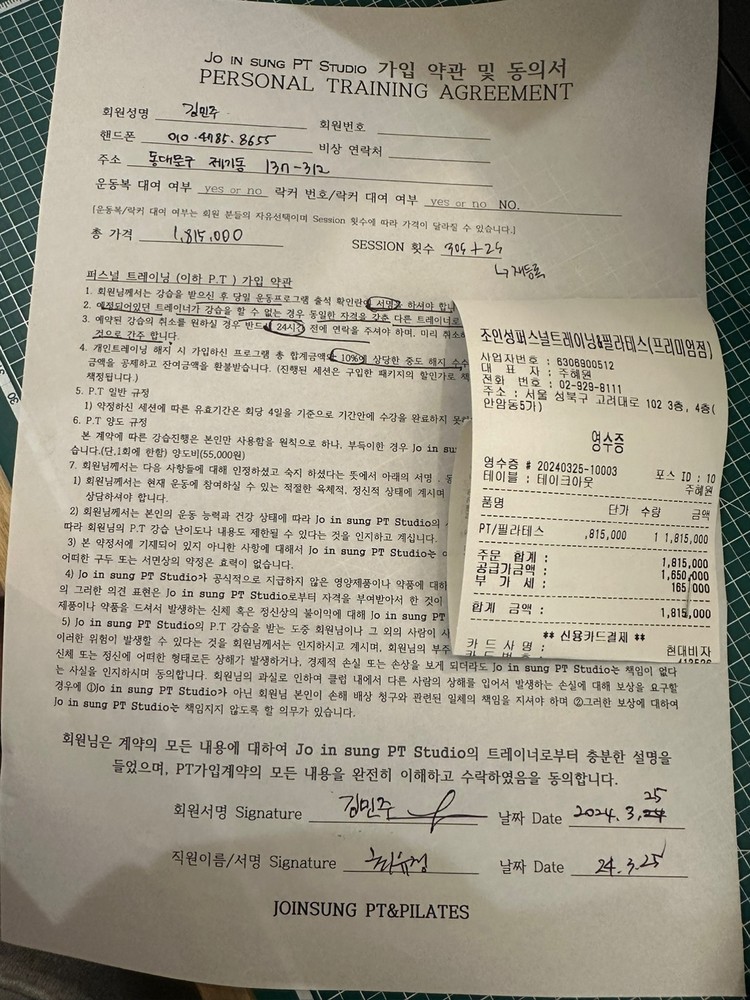 JO IN SUNG PT STUDIO 가입 약관 및 동의서
PERSONAL TRAINING AGREEMENT
회원성명 김민주 회원번호
핸드폰 010.4785.8655 비상 연락처
주소 동대문구 제기동 137-312
운동복 대여 여부 yes or no 락커 번호/락커 대여 여부 yes or no NO.
[운동복/락커 대여 여부는 회원 분들의 자유선택이며 Session 횟수에 따라 가격이 달라질 수 있습니다.]
총 가격 1,815,000 SESSION 횟수 30S+2S
↳재등록
퍼스널 트레이닝 (이하 P.T ) 가입 약관
1. 회원님께서는 강습을 받으신 후 당일 운동프로그램 출석 확인란에 서명을 하셔야 합니
2. 예정되어있던 트레이너가 강습을 할 수 없는 경우 동일한 자격을 갖춘 다른 트레이너로
3. 예약된 강습의 취소를 원하실 경우 반드시 24시간 전에 연락을 주셔야 하며, 미리 취소하
것으로 간주 합니다.
4. 개인트레이닝 해지 시 가입하신 프로그램 총 합계금액의 10%에 상당한 중도 해지 수수
금액을 공제하고 잔여금액을 환불받습니다. (진행된 세션은 구입한 패키지의 할인가로 책
책정됩니다.)
5. P.T 일반 규정
1) 약정하신 세션에 따른 유효기간은 회당 4일을 기준으로 기간안에 수강을 완료하지 못
6. P.T 양도 규정
본 계약에 따른 강습진행은 본인만 사용함을 원칙으로 하나, 부득이한 경우 Jo in su
습니다.(단,1회에 한함) 양도비(55,000원)
7. 회원님께서는 다음 사항들에 대해 인정하셨고 숙지 하셨다는 뜻에서 아래의 서명 . 동
1) 회원님께서는 현재 운동에 참여하실 수 있는 적절한 육체적, 정신적 상태에 계시며
상담하셔야 합니다.
2) 회원님께서는 본인의 운동 능력과 건강 상태에 따라 Jo in sung PT Studio의
따라 회원님의 P.T 강습 난이도나 내용도 제한될 수 있다는 것을 인지하고 계십니다.
3) 본 약정서에 기재되어 있지 아니한 사항에 대해서 Jo in sung PT Studio는
어떠한 구두 또는 서면상의 약정은 효력이 없습니다.
4) Jo in sung PT Studio가 공식적으로 지급하지 않은 영양제품이나 약품에 대하
의 그러한 의견 표현은 Jo in sung PT Studio로부터 자격을 부여받아서 한 것이
제품이나 약품을 드셔서 발생하는 신체 혹은 정신상의 불이익에 대해 Jo in sung PT
5) Jo in sung PT Studio의 P.T 강습을 받는 도중 회원님이나 그 외의 사람이 사
이러한 위험이 발생할 수 있다는 것을 회원님께서는 인지하시고 계시며, 회원님의 부주
신체 또는 정신에 어떠한 형태로든 상해가 발생하거나, 경제적 손실 또는 손상을 보게 되더라도 Jo in sung PT Studio는 책임이 없다
는 사실을 인지하시며 동의합니다. 회원님의 과실로 인하여 클럽 내에서 다른 사람의 상해를 입어서 발생하는 손실에 대해 보상을 요구할
경우에 ①Jo in sung PT Studio가 아닌 회원님 본인이 손해 배상 청구와 관련된 일체의 책임을 지셔야 하며 ②그러한 보상에 대하여
Jo in sung PT Studio는 책임지지 않도록 할 의무가 있습니다.
회원님은 계약의 모든 내용에 대하여 Jo in sung PT Studio의 트레이너로부터 충분한 설명을
들었으며, PT가입계약의 모든 내용을 완전히 이해하고 수락하였음을 동의합니다.
회원서명 Signature 김민주 날짜 Date 2024.3.25
직원이름/서명 Signature 날짜 Date 24.3.25
JOINSUNG PT&PILATES
조인성퍼스널트레이닝&필라테스(프리미엄점)
사업자번호 : 6306900512
대 표 자 : 주혜원
전화 번호 : 02-929-8111
주소 : 서울 성북구 고려대로 102 3층, 4층(
안암동5가)
영수증
영수증 # 20240325-10003 포스 ID : 10
테이블 : 테이크아웃 주혜원
품명 단가 수량 금액
PT/필라테스 ,815,000 1 1,815,000
주문 합계 : 1,815,000
공급가금액 : 1,650,000
부 가 세 : 165,000
합계 금액 : 1,815,000
** 신용카드결제 **
카 드 사 명 : 현대비자